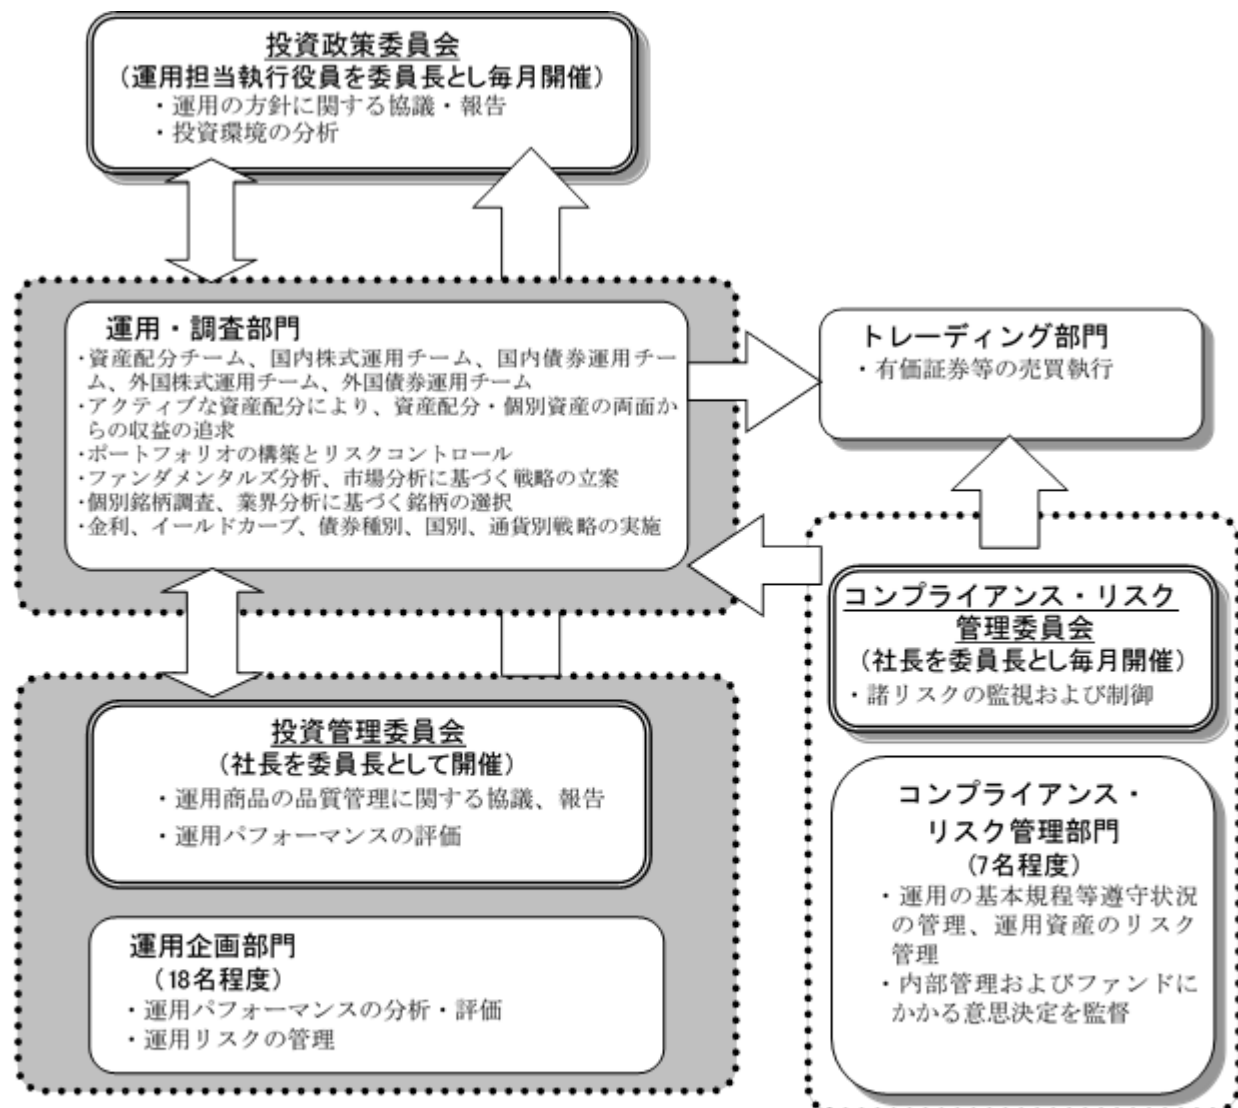 投資政策委員会
（運用担当執行役員を委員長とし毎月開催）
・運用の方針に関する協議・報告
・投資環境の分析
運用・調査部門
・資産配分チーム、国内株式運用チーム、国内債券運用チー
ム、外国株式運用チーム、外国債券運用チーム
・アクティブな資産配分により、資産配分・個別資産の両面か
らの収益の追求
・ポートフォリオの構築とリスクコントロール
・ファンダメンタルズ分析、市場分析に基づく戦略の立案
・個別銘柄調査、業界分析に基づく銘柄の選択
・金利、イールドカーブ、債券種別、国別、通貨別戦略の実施
トレーディング部門
・有価証券等の売買執行
コンプライアンス・リスク
管理委員会
（社長を委員長とし毎月開催）
・諸リスクの監視および制御
投資管理委員会
（社長を委員長として開催）
・運用商品の品質管理に関する協議、報告
・運用パフォーマンスの評価
運用企画部門
（18名程度）
・運用パフォーマンスの分析・評価
・運用リスクの管理
コンプライアンス・
リスク管理部門
（7名程度）
・運用の基本規程等遵守状況
の管理、運用資産のリスク
管理
・内部管理およびファンドに
かかる意思決定を監督